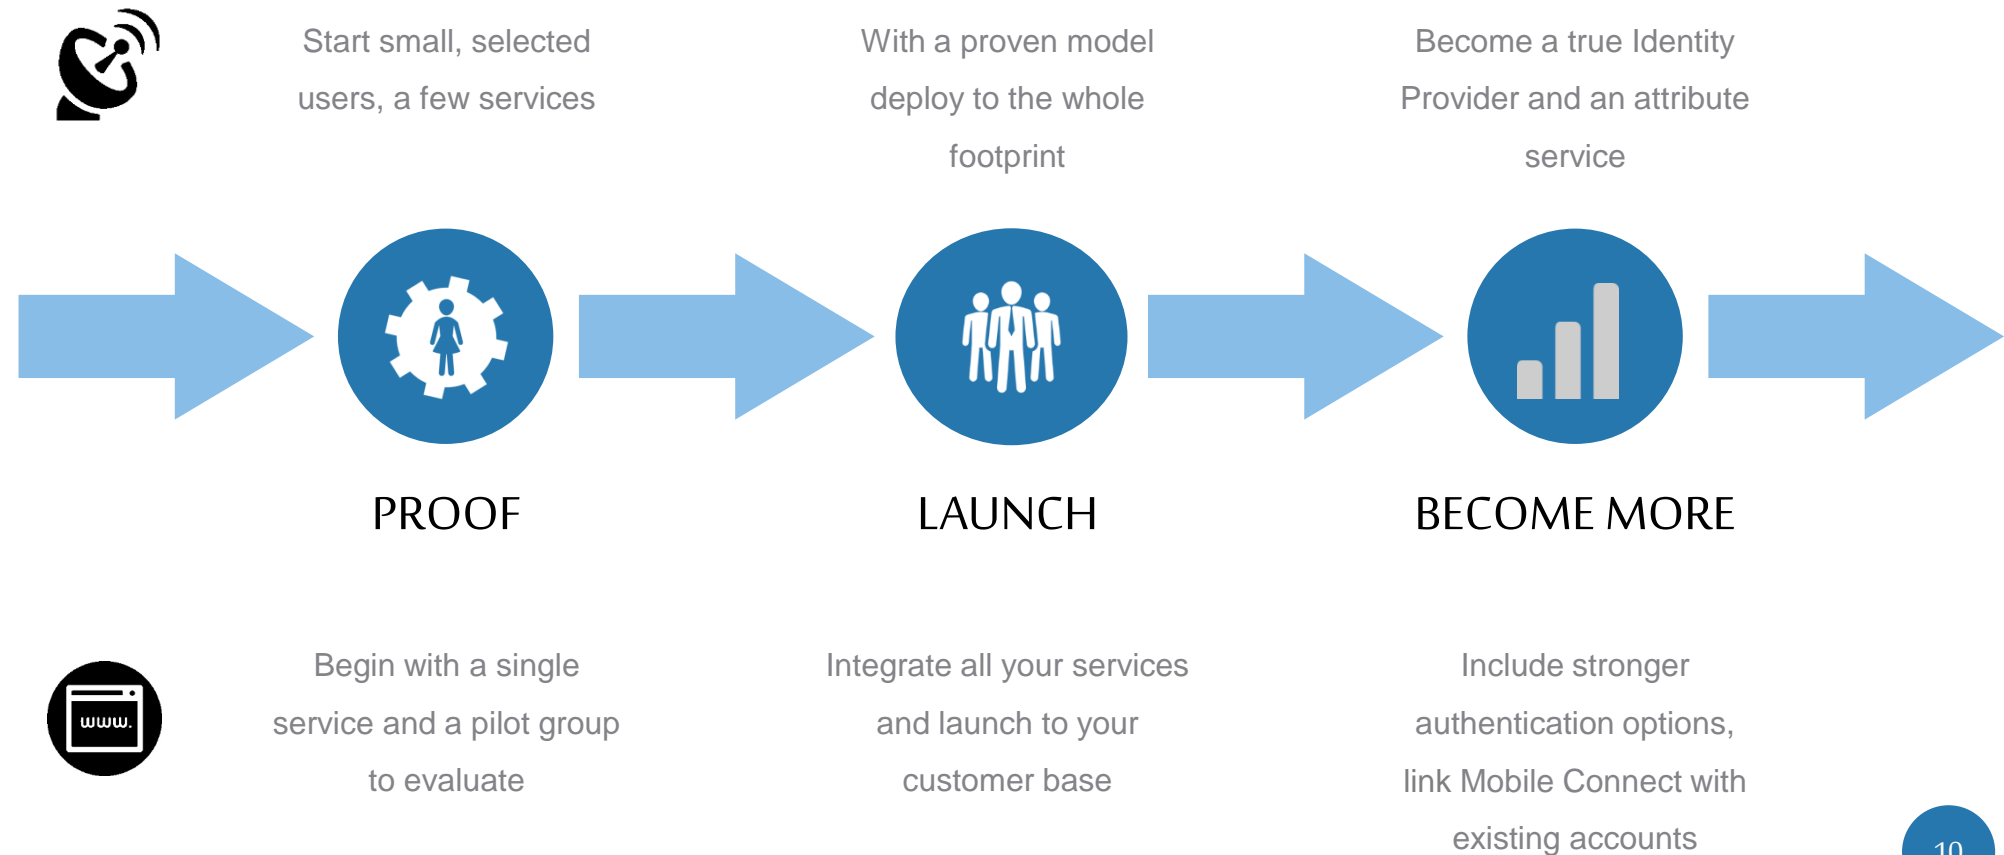 Start small, selected
users, a few services
With a proven model
deploy to the whole
footprint
Become a true Identity
Provider and an attribute
service
PROOF
LAUNCH
BECOME MORE
www.
Begin with a single
service and a pilot group
to evaluate
Integrate all your services
and launch to your
customer base
Include stronger
authentication options,
link Mobile Connect with
existing accounts
10